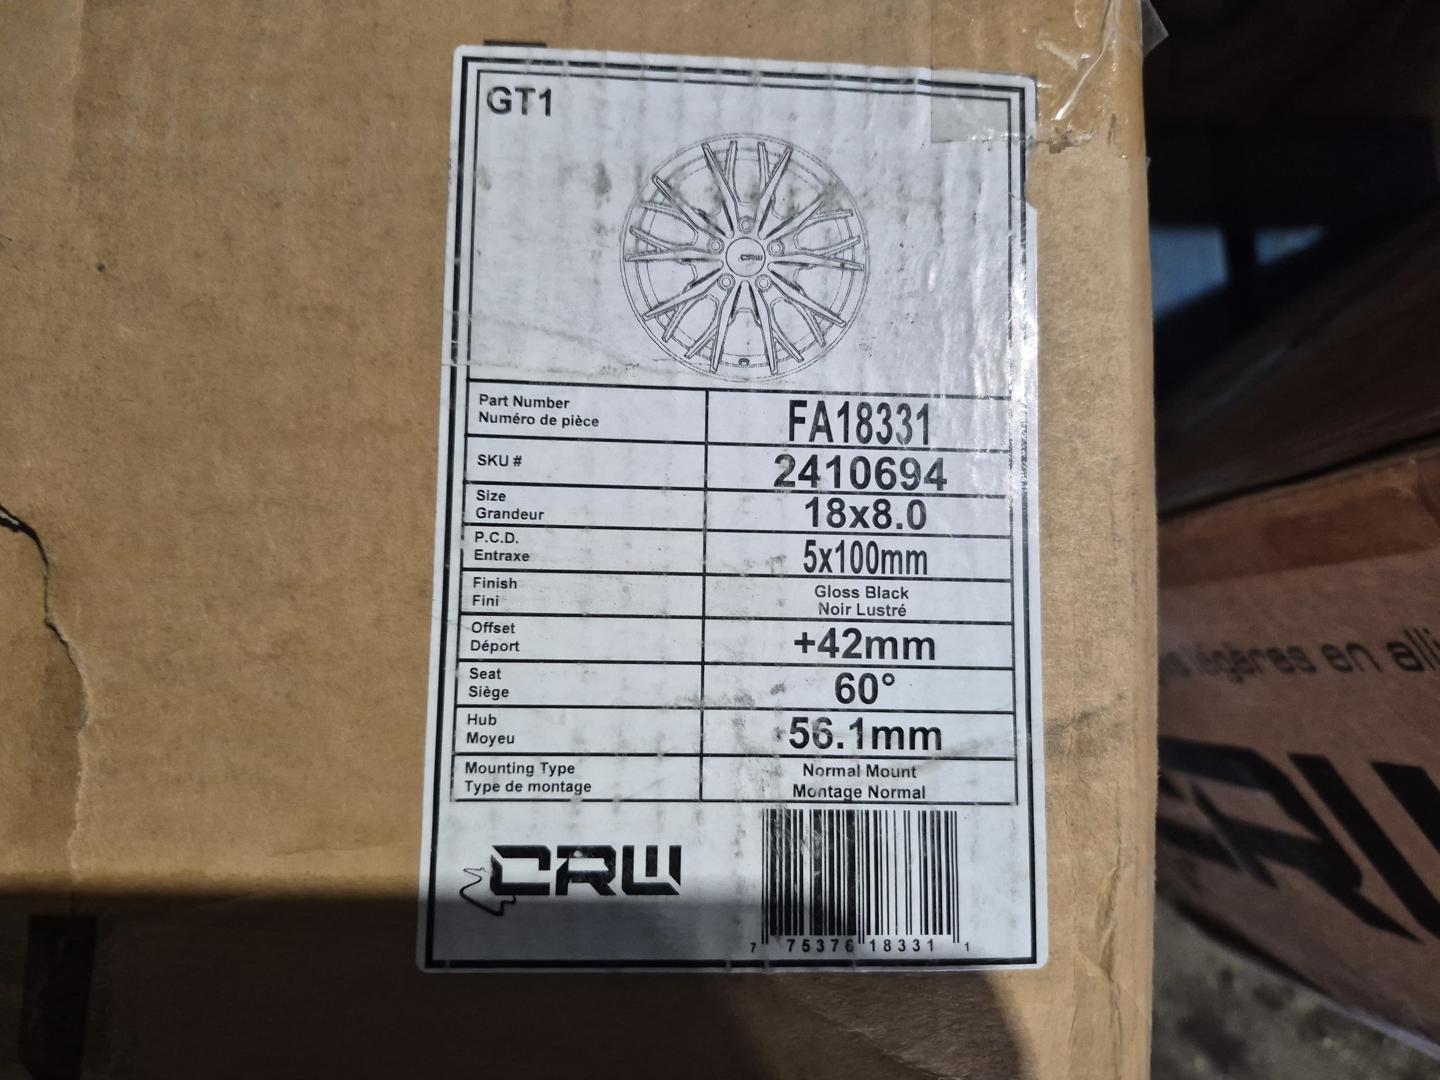 GT1
CRW
Part Number
Numéro de pièce
FA18331
SKU #
2410694
Size
Grandeur
18x8.0
P.C.D.
Entraxe
5x100mm
Finish
Fini
Gloss Black
Noir Lustré
Offset
Déport
+42mm
Seat
Siège
60°
Hub
Moyeu
56.1mm
Mounting Type
Type de montage
Normal Mount
Montage Normal
CRW
7 75376 18331 1
en